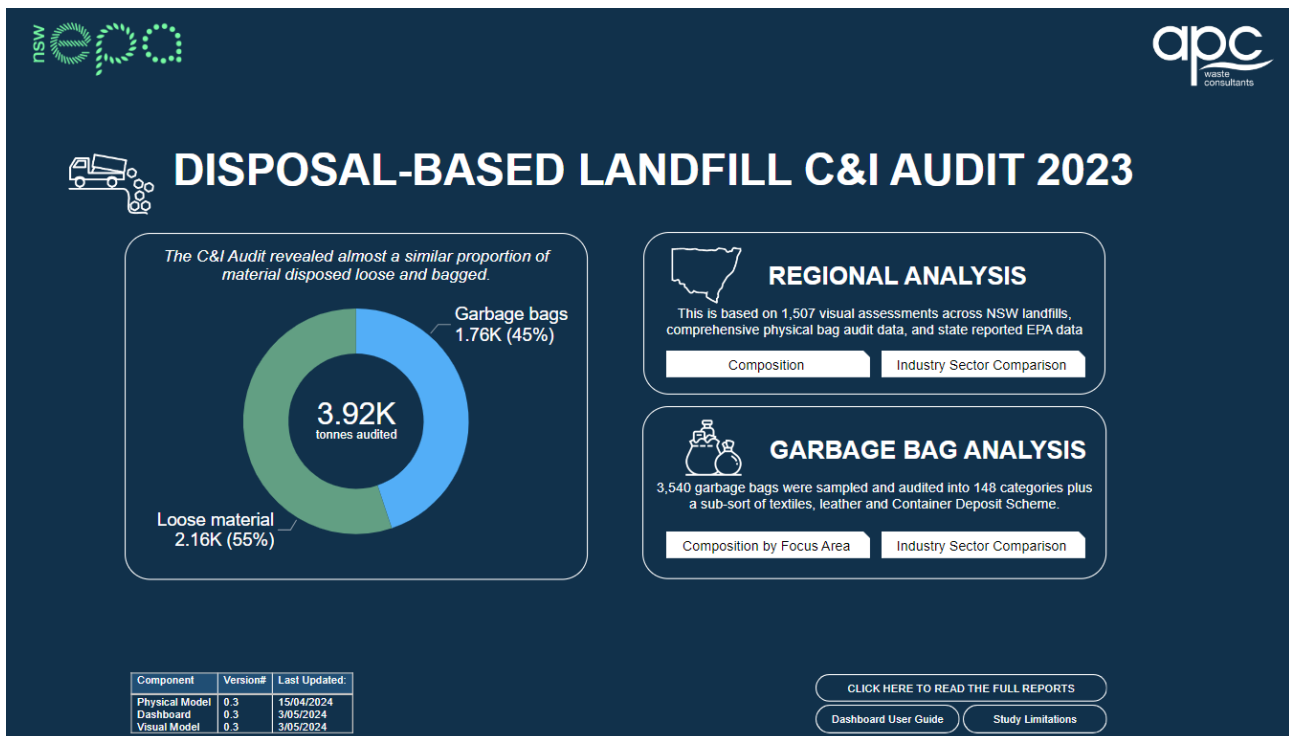 nsw epa
apc
waste
consultants
DISPOSAL-BASED LANDFILL C&I AUDIT 2023
The C&I Audit revealed almost a similar proportion of
material disposed loose and bagged.
Garbage bags
1.76K (45%)
3.92K
tonnes audited
Loose material
2.16K (55%)
REGIONAL ANALYSIS
This is based on 1,507 visual assessments across NSW landfills,
comprehensive physical bag audit data, and state reported EPA data
Composition
Industry Sector Comparison
GARBAGE BAG ANALYSIS
3,540 garbage bags were sampled and audited into 148 categories plus
a sub-sort of textiles, leather and Container Deposit Scheme.
Composition by Focus Area
Industry Sector Comparison
Component Version# Last Updated:
Physical Model 0.3 15/04/2024
Dashboard 0.3 3/05/2024
Visual Model 0.3 3/05/2024
CLICK HERE TO READ THE FULL REPORTS
Dashboard User Guide
Study Limitations